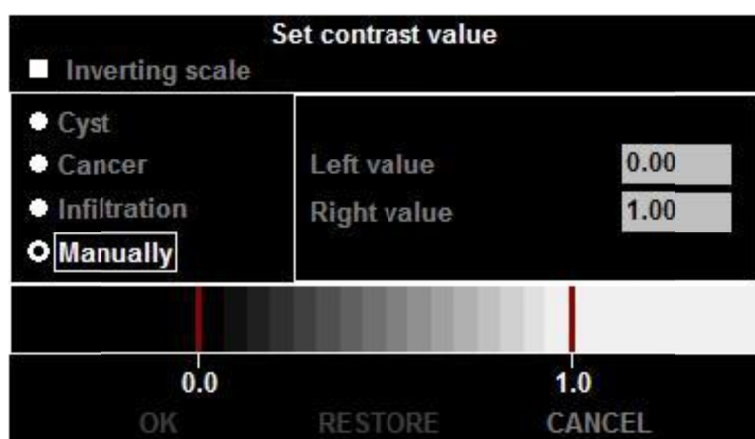 Set contrast value
Inverting scale
Cyst
Cancer
Infiltration
Manually
Left value 0.00
Right value 1.00
0.0 1.0
OK RESTORE CANCEL